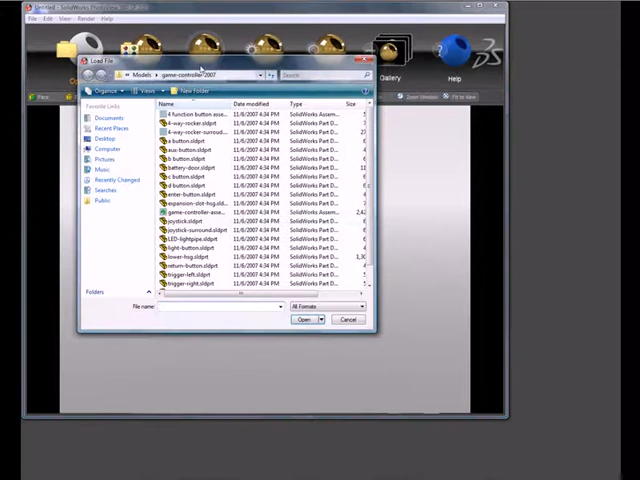 Untitled - SolidWorks
File Edit View Render Help
Gallery
Help
Load File
Models game-controller-2007
Search
Organize Views New Folder
Favorite Links
Documents
Recent Places
Desktop
Computer
Pictures
Music
Recently Changed
Searches
Public
Folders
Name Date modified Type Size
4 function button asse... 11/6/2007 4:34 PM SolidWorks Assem...
4-way-rocker.sldprt 11/6/2007 4:34 PM SolidWorks Part D...
4-way-rocker-surroud... 11/6/2007 4:34 PM SolidWorks Part D...
a button.sldprt 11/6/2007 4:34 PM SolidWorks Part D...
aux-button.sldprt 11/6/2007 4:34 PM SolidWorks Part D...
b button.sldprt 11/6/2007 4:34 PM SolidWorks Part D...
battery-door.sldprt 11/6/2007 4:34 PM SolidWorks Part D...
c button.sldprt 11/6/2007 4:34 PM SolidWorks Part D...
d button.sldprt 11/6/2007 4:34 PM SolidWorks Part D...
enter-button.sldprt 11/6/2007 4:34 PM SolidWorks Part D...
expansion-slot-hsg.sld... 11/6/2007 4:34 PM SolidWorks Part D...
game-controller-asse... 11/6/2007 4:34 PM SolidWorks Assem... 2,42
joystick.sldprt 11/6/2007 4:34 PM SolidWorks Part D...
joystick-surround.sldprt 11/6/2007 4:34 PM SolidWorks Part D...
LED-lightpipe.sldprt 11/6/2007 4:34 PM SolidWorks Part D...
light-button.sldprt 11/6/2007 4:34 PM SolidWorks Part D...
lower-hsg.sldprt 11/6/2007 4:34 PM SolidWorks Part D... 1,30
return-button.sldprt 11/6/2007 4:34 PM SolidWorks Part D...
trigger-left.sldprt 11/6/2007 4:34 PM SolidWorks Part D...
trigger-right.sldprt 11/6/2007 4:34 PM SolidWorks Part D...
File name:
All Formats
Open
Cancel
Zoom Window
Fit to View